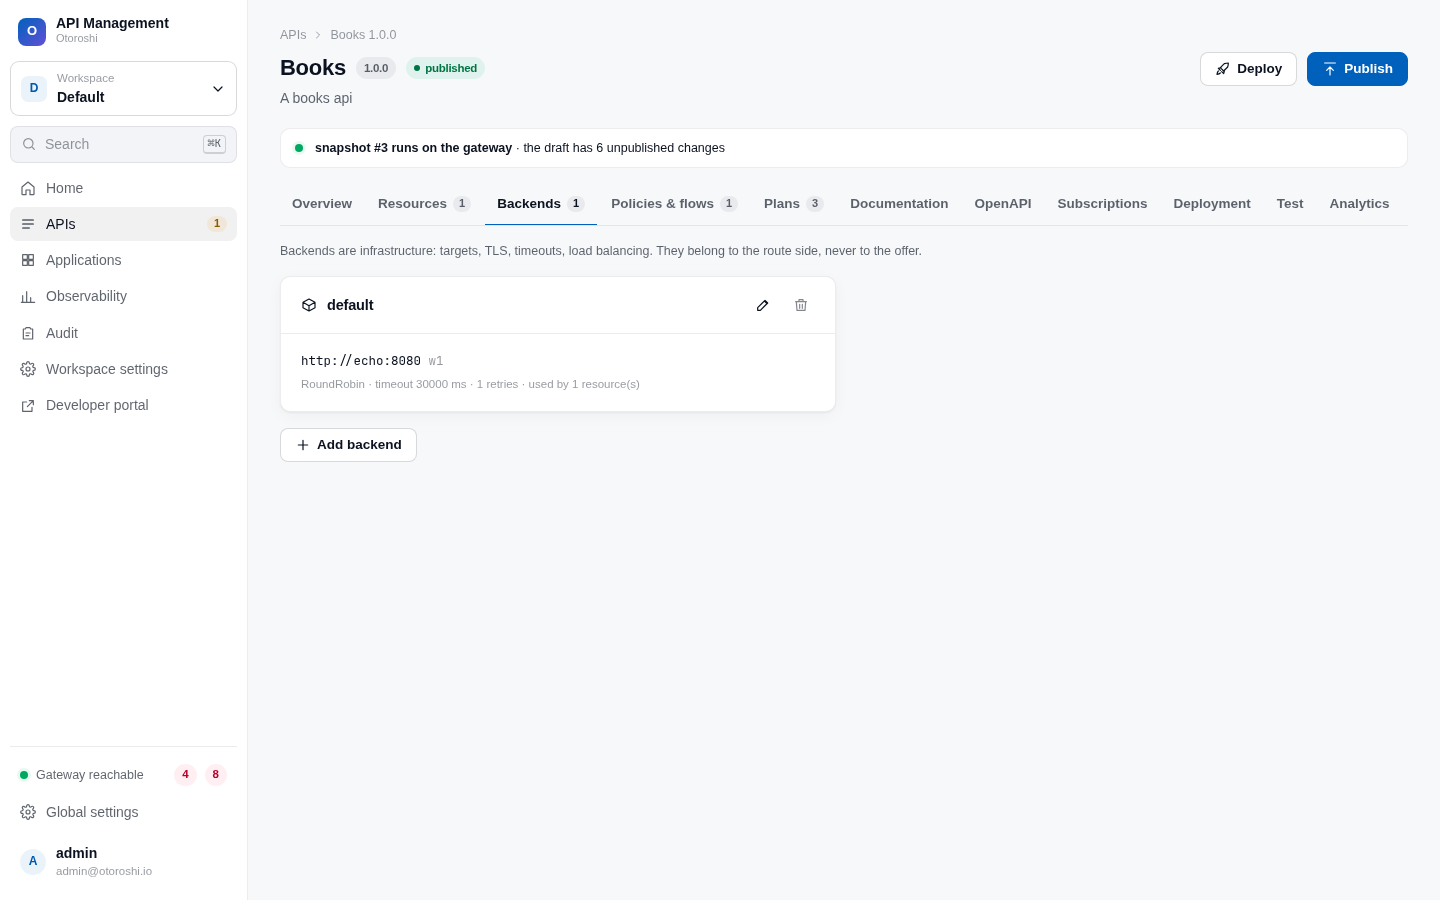 O
API Management
Otoroshi
D
Workspace
Default
Search
⌘K
Home
APIs 1
Applications
Observability
Audit
Workspace settings
Developer portal
Gateway reachable 4 8
Global settings
A
admin
admin@otoroshi.io
APIs > Books 1.0.0
Books 1.0.0 published
A books api
Deploy
Publish
snapshot #3 runs on the gateway · the draft has 6 unpublished changes
Overview Resources 1 Backends 1 Policies & flows 1 Plans 3 Documentation OpenAPI Subscriptions Deployment Test Analytics
Backends are infrastructure: targets, TLS, timeouts, load balancing. They belong to the route side, never to the offer.
default
http://echo:8080 w1
RoundRobin · timeout 30000 ms · 1 retries · used by 1 resource(s)
Add backend